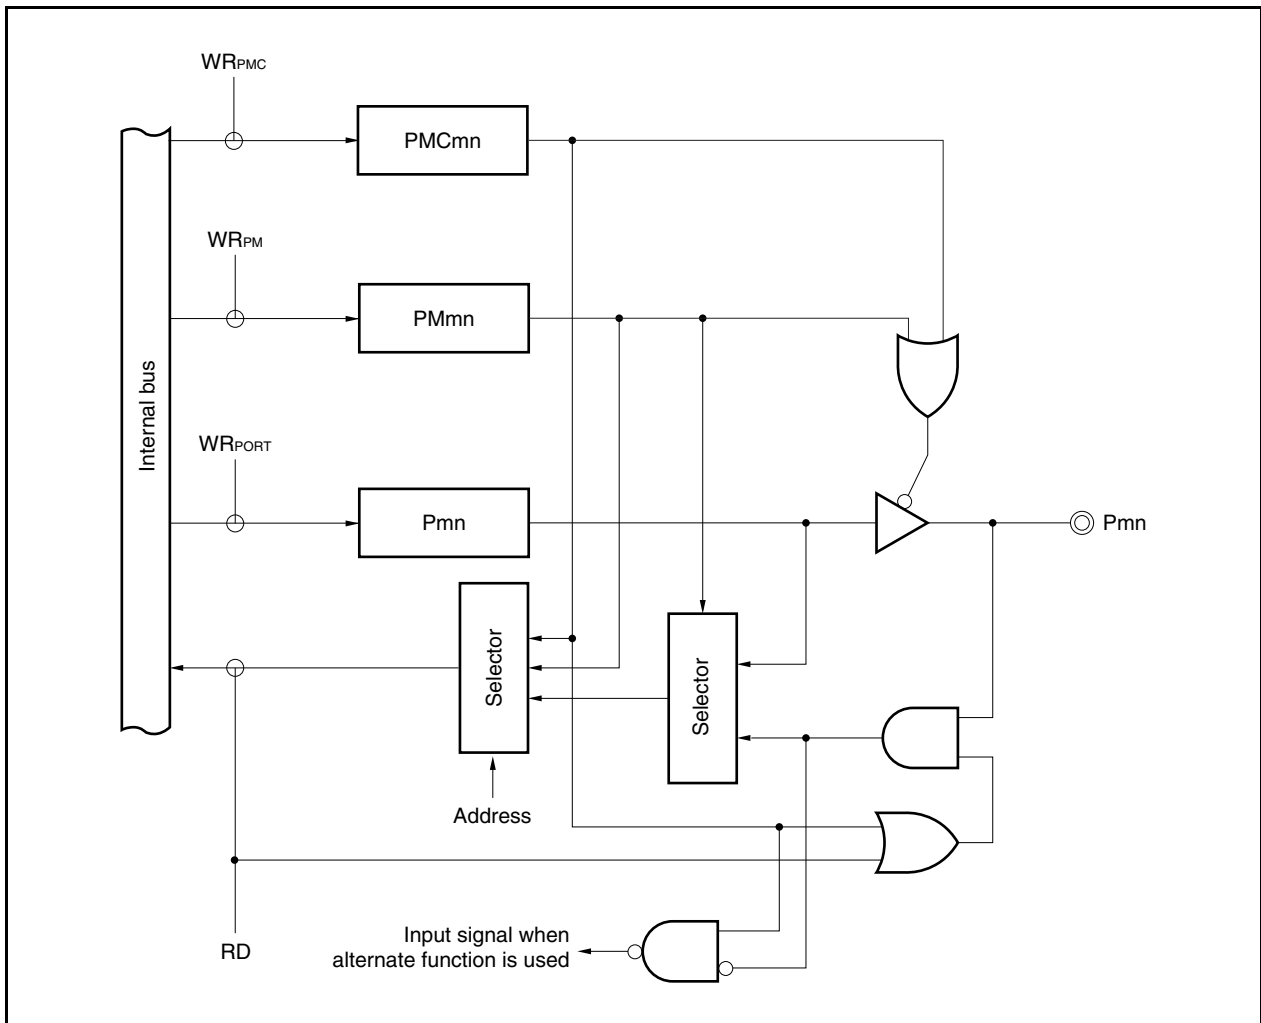 WRPMC
PMCmn
WRPM
PMmn
Internal bus
WRPORT
Pmn
Pmn
Selector
Selector
Address
RD
Input signal when
alternate function is used